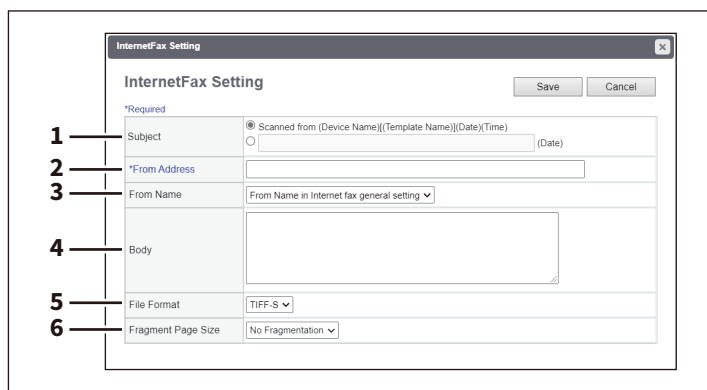 InternetFax Setting
InternetFax Setting
Save Cancel
*Required
1 Subject Scanned from (Device Name)[(Template Name)](Date)(Time)
(Date)
2 *From Address
3 From Name From Name in Internet fax general setting
4 Body
5 File Format TIFF-S
6 Fragment Page Size No Fragmentation